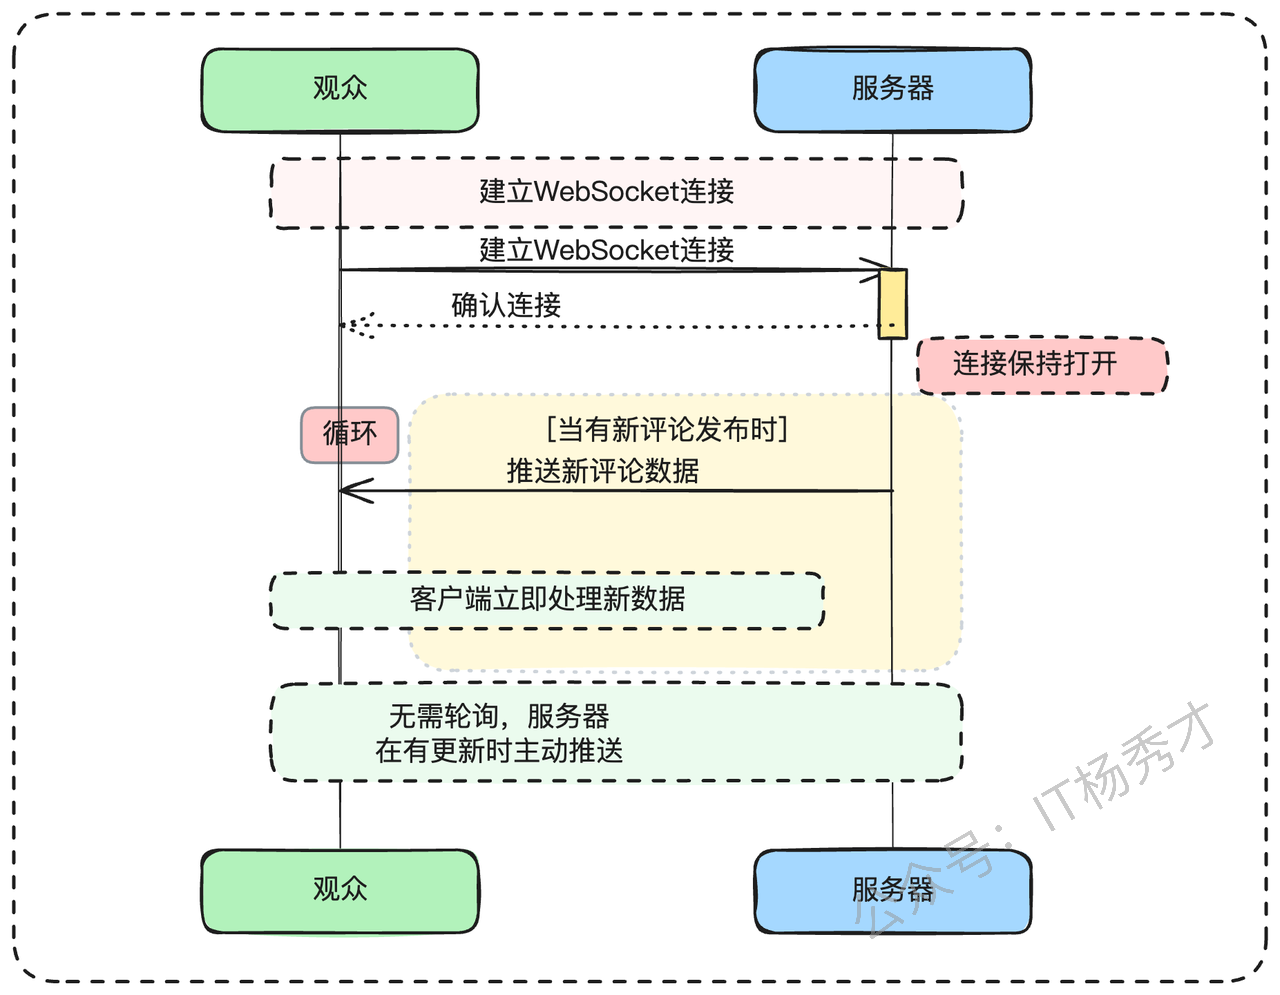 观众
服务器
建立WebSocket连接
建立WebSocket连接
确认连接
连接保持打开
循环
[当有新评论发布时]
推送新评论数据
客户端立即处理新数据
无需轮询，服务器
在有更新时主动推送
观众
服务器
公众号：IT杨秀才